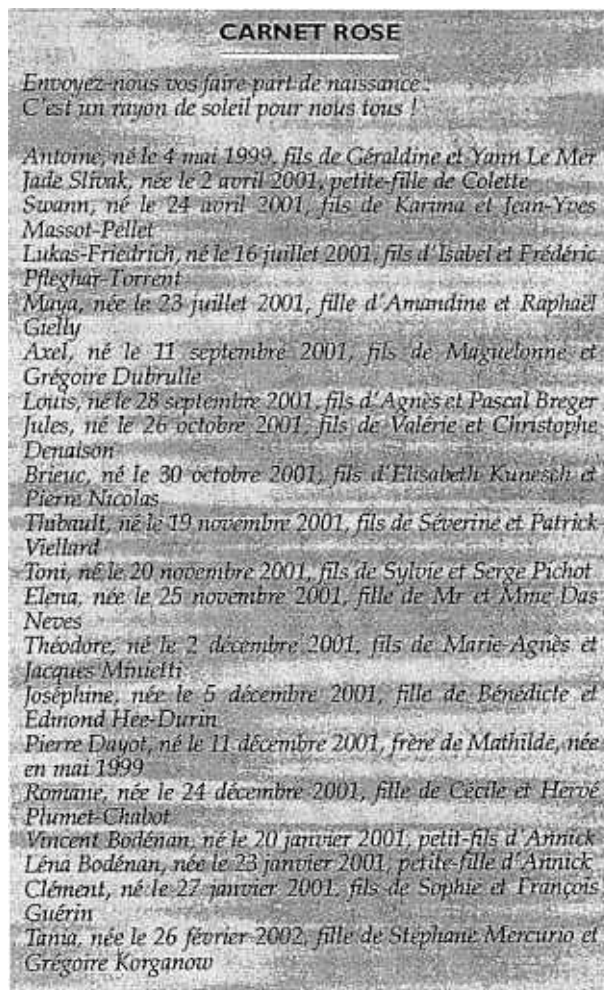 CARNET ROSE
Envoyez-nous vos faire-part de naissance :
C'est un rayon de soleil pour nous tous !
Antoine, né le 4 mai 1999, fils de Géraldine et Yann Le Mer
Jade Slivak, née le 2 avril 2001, petite-fille de Colette
Swann, né le 24 avril 2001, fils de Karima et Jean-Yves
Massot-Pellet
Lukas-Friedrich, né le 16 juillet 2001, fils d'Isabel et Frédéric
Pfleghar-Torrent
Maya, née le 23 juillet 2001, fille d'Amandine et Raphaël
Gielly
Axel, né le 11 septembre 2001, fils de Maguelonne et
Grégoire Dubrulle
Louis, né le 28 septembre 2001, fils d'Agnès et Pascal Breger
Jules, né le 26 octobre 2001, fils de Valérie et Christophe
Denaison
Brieuc, né le 30 octobre 2001, fils d'Elisabeth Kunesch et
Pierre Nicolas
Thibault, né le 19 novembre 2001, fils de Séverine et Patrick
Viellard
Toni, né le 20 novembre 2001, fils de Sylvie et Serge Pichot
Elena, née le 25 novembre 2001, fille de Mr et Mme Das
Neves
Théodore, né le 2 décembre 2001, fils de Marie-Agnès et
Jacques Minietti
Joséphine, née le 5 décembre 2001, fille de Bénédicte et
Edmond Hee-Durin
Pierre Dayot, né le 11 décembre 2001, frère de Mathilde, née
en mai 1999
Romane, née le 24 décembre 2001, fille de Cécile et Hervé
Plumet-Chabot
Vincent Bodénan, né le 20 janvier 2001, petit-fils d'Annick
Léna Bodénan, née le 23 janvier 2001, petite-fille d'Annick
Clément, né le 27 janvier 2001, fils de Sophie et François
Guérin
Tania, née le 26 février 2002, fille de Stéphane Mercurio et
Grégoire Korganow